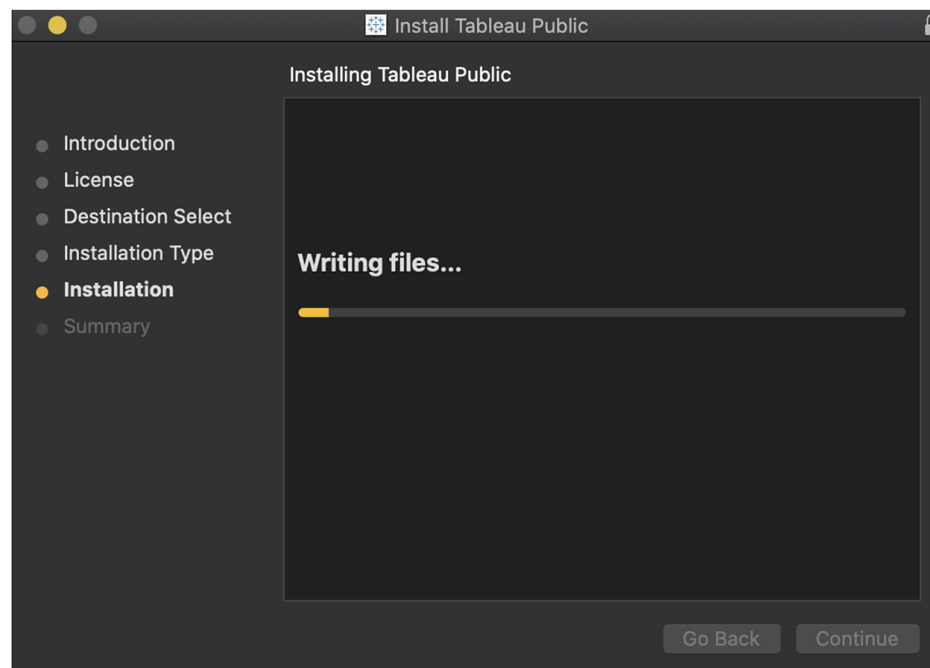 Install Tableau Public
Installing Tableau Public
Introduction
License
Destination Select
Installation Type
Installation
Summary
Writing files...
Go Back
Continue